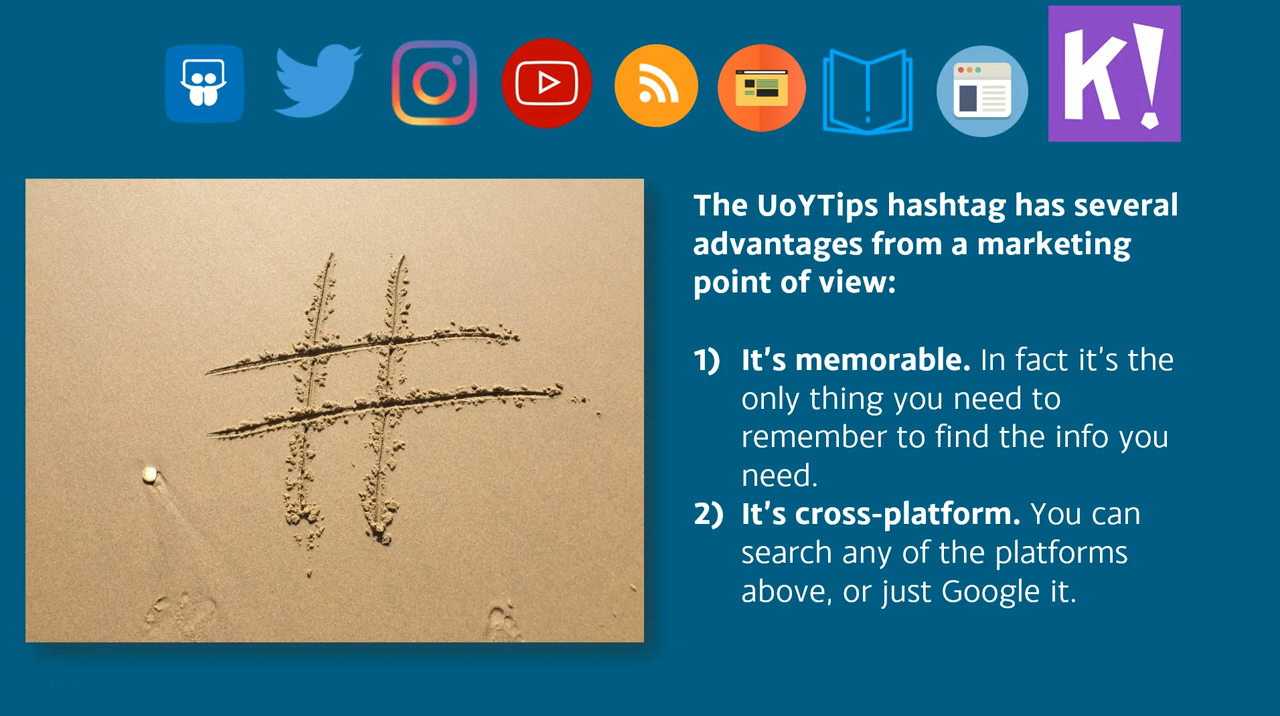 K!
#
The UoYTips hashtag has several
advantages from a marketing
point of view:
1) It's memorable. In fact it's the
only thing you need to
remember to find the info you
need.
2) It's cross-platform. You can
search any of the platforms
above, or just Google it.